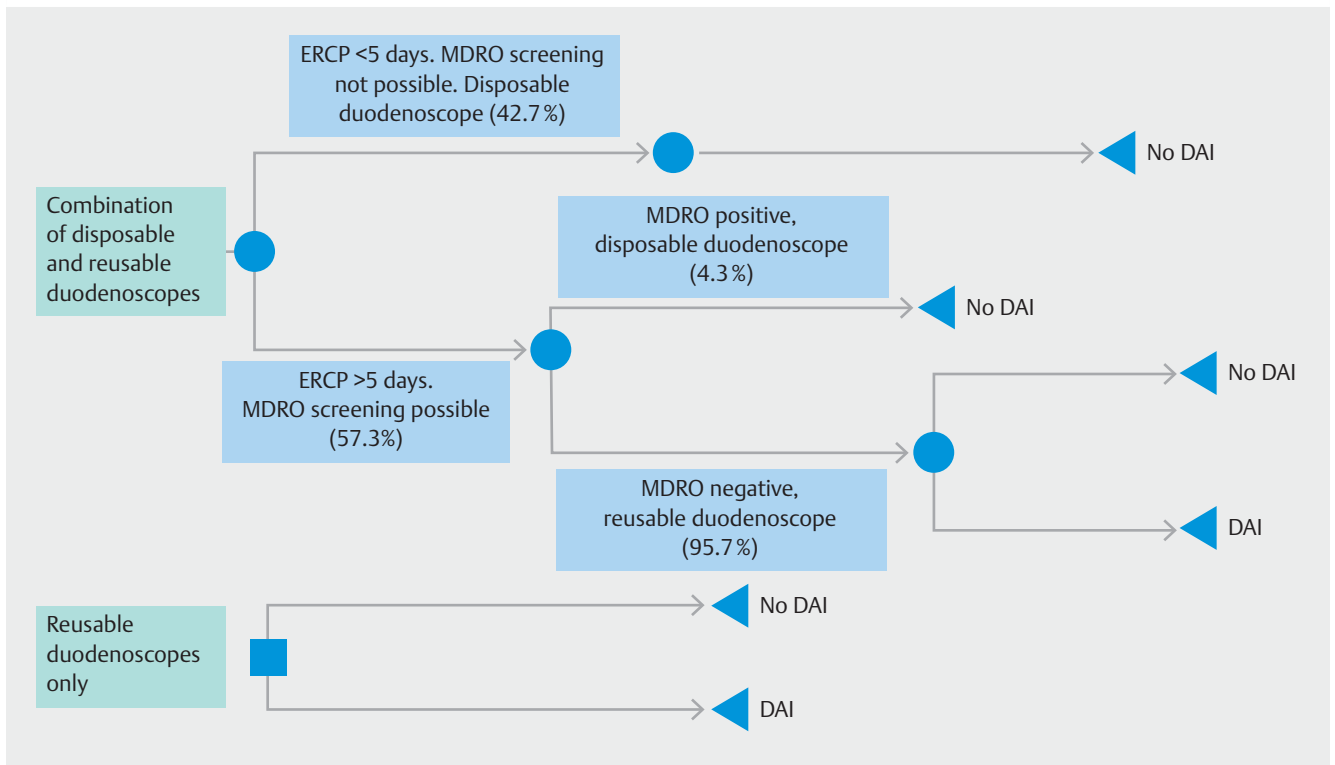 ERCP <5 days. MDRO screening
not possible. Disposable
duodenoscope (42.7 %)
No DAI
Combination
of disposable
and reusable
duodenoscopes
MDRO positive,
disposable duodenoscope
(4.3 %)
No DAI
ERCP >5 days.
MDRO screening possible
(57.3%)
No DAI
MDRO negative,
reusable duodenoscope
(95.7 %)
DAI
Reusable
duodenoscopes
only
No DAI
DAI